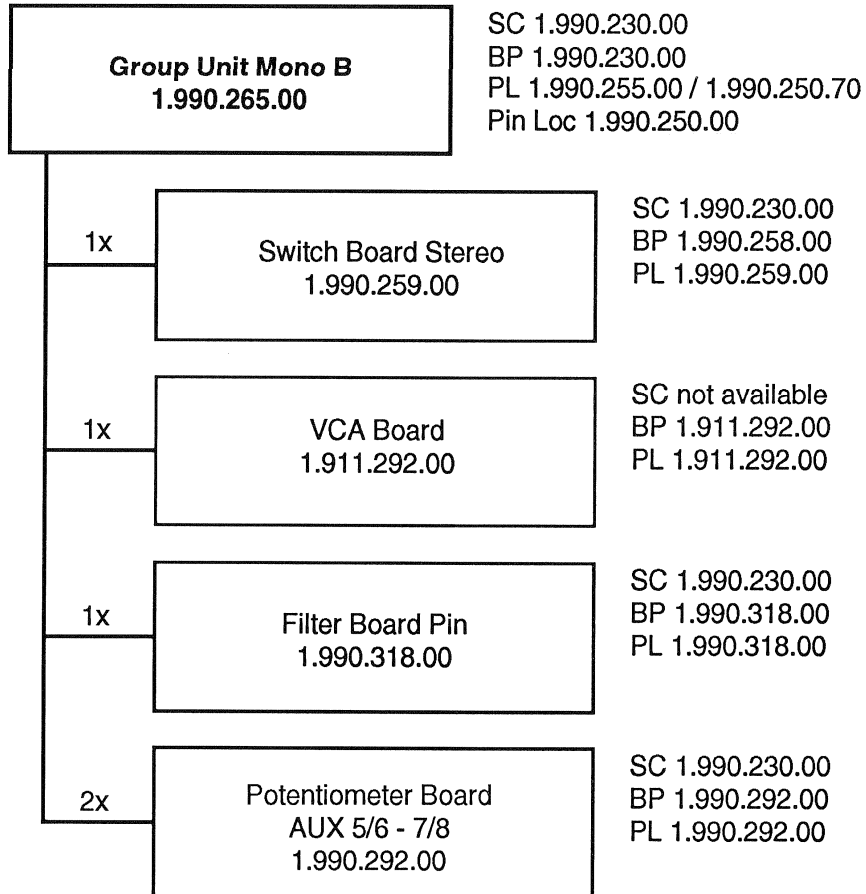 Group Unit Mono B
1.990.265.00
SC 1.990.230.00
BP 1.990.230.00
PL 1.990.255.00 / 1.990.250.70
Pin Loc 1.990.250.00
1x
Switch Board Stereo
1.990.259.00
SC 1.990.230.00
BP 1.990.258.00
PL 1.990.259.00
1x
VCA Board
1.911.292.00
SC not available
BP 1.911.292.00
PL 1.911.292.00
1x
Filter Board Pin
1.990.318.00
SC 1.990.230.00
BP 1.990.318.00
PL 1.990.318.00
2x
Potentiometer Board
AUX 5/6 - 7/8
1.990.292.00
SC 1.990.230.00
BP 1.990.292.00
PL 1.990.292.00